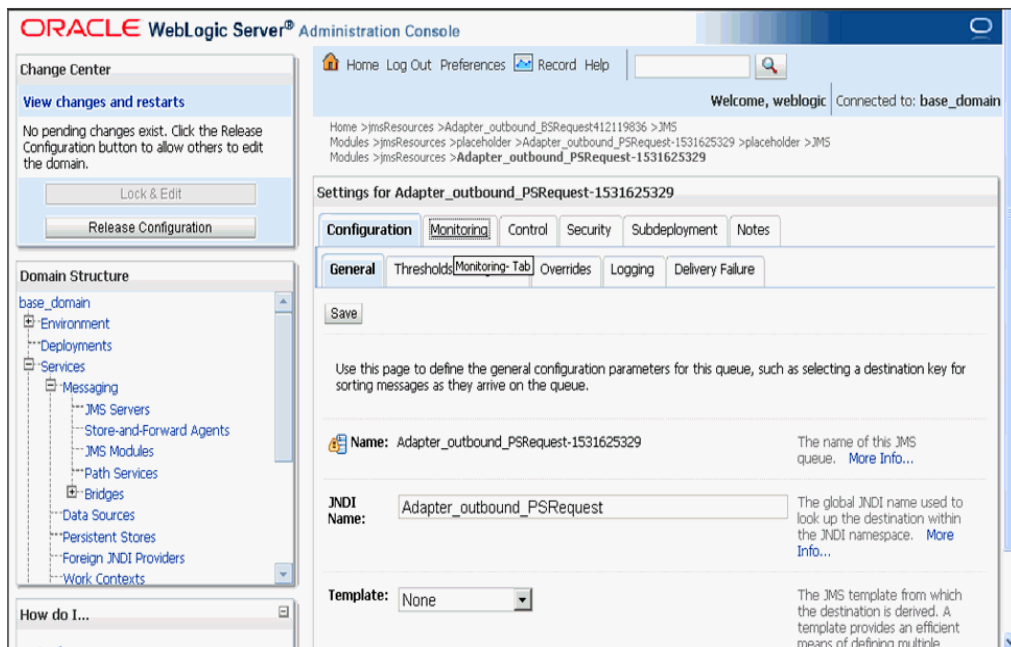 ORACLE WebLogic Server® Administration Console
Change Center
View changes and restarts
No pending changes exist. Click the Release
Configuration button to allow others to edit
the domain.
Lock & Edit
Release Configuration
Domain Structure
base_domain
Environment
Deployments
Services
Messaging
JMS Servers
Store-and-Forward Agents
JMS Modules
Path Services
Bridges
Data Sources
Persistent Stores
Foreign JNDI Providers
Work Contexts
How do I...
Home Log Out Preferences Record Help
Welcome, weblogic Connected to: base_domain
Home >jmsResources >Adapter_outbound_BSRequest412119836 >JMS
Modules >jmsResources >placeholder >Adapter_outbound_PSRequest-1531625329 >placeholder >JMS
Modules >jmsResources >Adapter_outbound_PSRequest-1531625329
Settings for Adapter_outbound_PSRequest-1531625329
Configuration Monitoring Control Security Subdeployment Notes
General Thresholds Monitoring- Tab Overrides Logging Delivery Failure
Save
Use this page to define the general configuration parameters for this queue, such as selecting a destination key for
sorting messages as they arrive on the queue.
Name: Adapter_outbound_PSRequest-1531625329
The name of this JMS
queue. More Info...
JNDI
Name:
Adapter_outbound_PSRequest
The global JNDI name used to
look up the destination within
the JNDI namespace. More
Info...
Template: None
The JMS template from which
the destination is derived. A
template provides an efficient
means of defining multiple